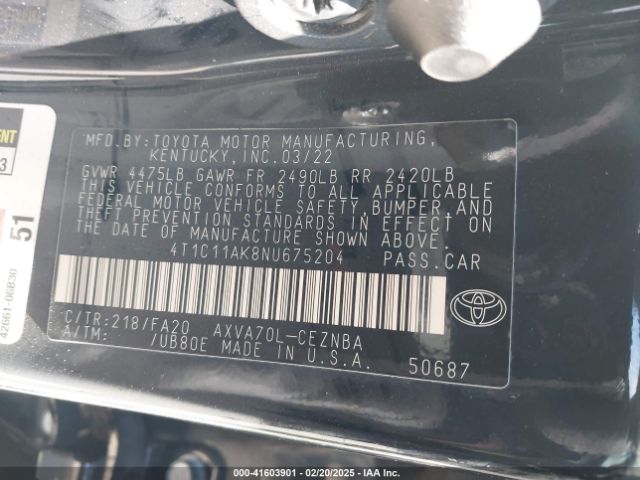 MFD.BY:TOYOTA MOTOR MANUFACTURING,
KENTUCKY,INC.03/22
GVWR 4475LB GAWR FR 2490LB RR 2420LB
THIS VEHICLE CONFORMS TO ALL APPLICABLE
FEDERAL MOTOR VEHICLE SAFETY,BUMPER,AND
THEFT PREVENTION STANDARDS IN EFFECT ON
THE DATE OF MANUFACTURE SHOWN ABOVE.
4T1C11AK8NU675204 PASS.CAR
C/TR:218/FA20 AXVA70L-CEZNBA
A/TM: /UB80E MADE IN U.S.A.
50687
51
42661-06B30
000-41603901 - 02/20/2025 - IAA Inc.